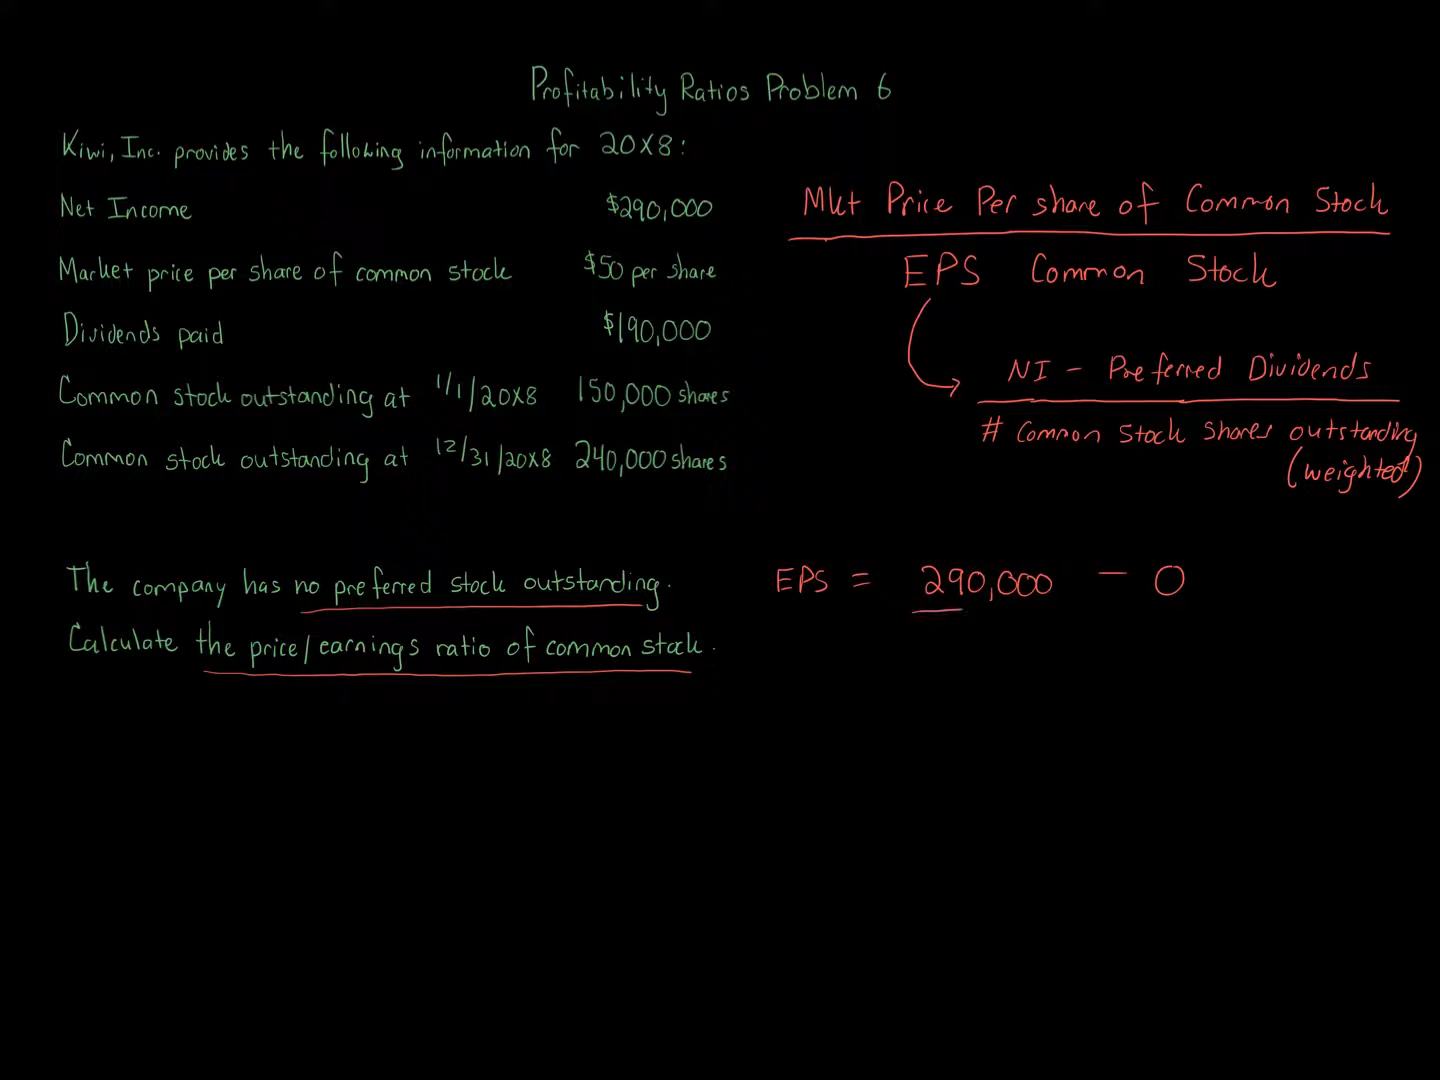 Profitability Ratios Problem 6
Kiwi, Inc. provides the following information for 20X8:
Net Income $290,000
Market price per share of common stock $50 per share
Dividends paid $190,000
Common stock outstanding at 1/1/20X8 150,000 shares
Common stock outstanding at 12/31/20X8 240,000 shares
The company has no preferred stock outstanding.
Calculate the price/earnings ratio of common stock.
Mkt Price Per share of Common Stock
EPS Common Stock
NI - Preferred Dividends
# Common Stock Shares outstanding
(weighted)
EPS = 290,000 - 0